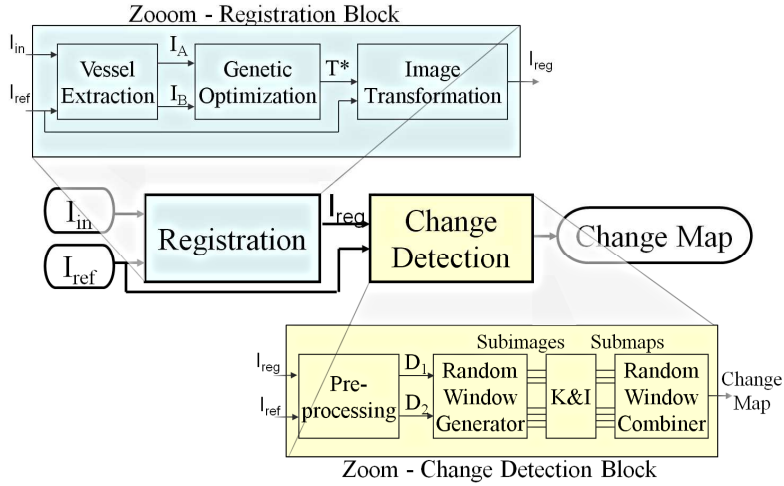 Zooom - Registration Block
I_in
I_ref
Vessel
Extraction
I_A
I_B
Genetic
Optimization
T*
Image
Transformation
I_reg
I_in
I_ref
Registration
I_reg
Change
Detection
Change Map
I_reg
I_ref
Pre-
processing
D_1
D_2
Subimages
Random
Window
Generator
K&I
Submaps
Random
Window
Combiner
Change
Map
Zoom - Change Detection Block